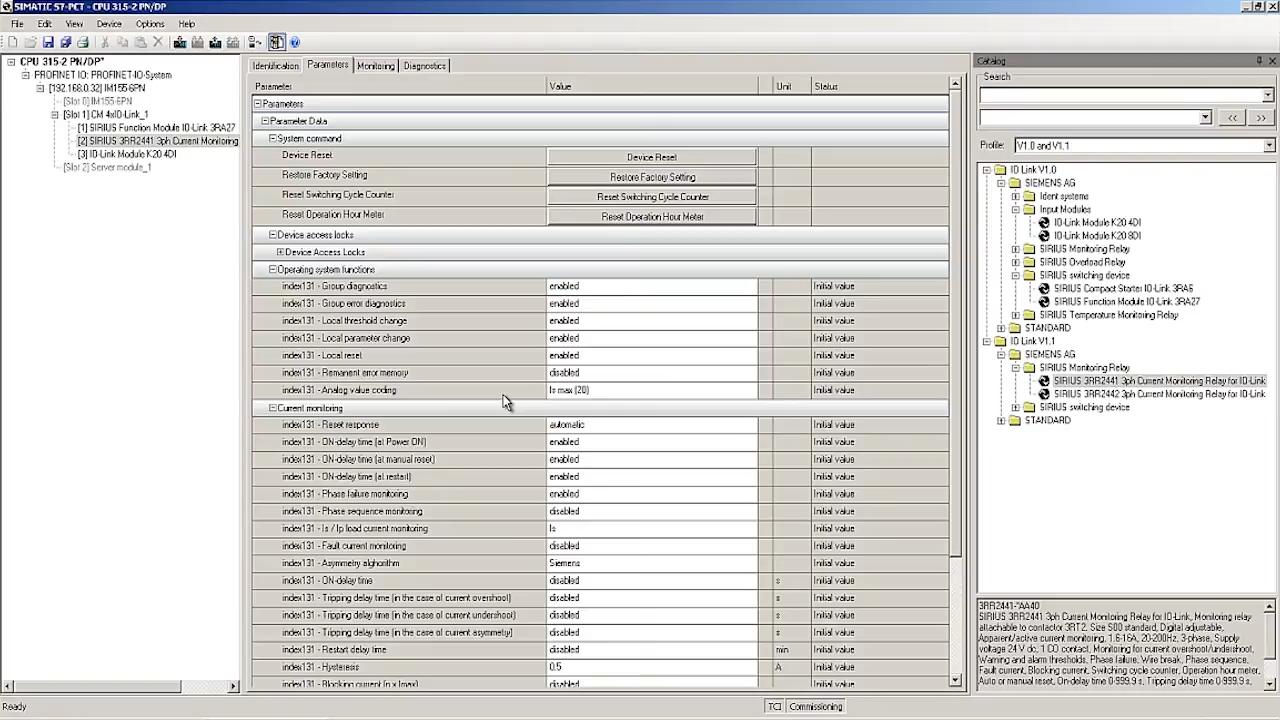 SIMATIC S7-PCT - CPU 315-2 PN/DP
File Edit View Device Options Help
CPU 315-2 PN/DP*
PROFINET IO: PROFINET-IO-System
[192.168.0.32] IM155-6PN
[Slot 0] IM155-6PN
[Slot 1] CM 4xIO-Link_1
[1] SIRIUS Function Module IO-Link 3RA27
[2] SIRIUS 3RR2441 3ph Current Monitoring
[3] IO-Link Module K20 4DI
[Slot 2] Server module_1
Identification Parameters Monitoring Diagnostics
Parameter Value Unit Status
Parameters
Parameter Data
System command
Device Reset Device Reset
Restore Factory Setting Restore Factory Setting
Reset Switching Cycle Counter Reset Switching Cycle Counter
Reset Operation Hour Meter Reset Operation Hour Meter
Device access locks
Device Access Locks
Operating system functions
index131 - Group diagnostics enabled Initial value
index131 - Group error diagnostics enabled Initial value
index131 - Local threshold change enabled Initial value
index131 - Local parameter change enabled Initial value
index131 - Local reset enabled Initial value
index131 - Remanent error memory disabled Initial value
index131 - Analog value coding Is max (20) Initial value
Current monitoring
index131 - Reset response automatic Initial value
index131 - ON-delay time (at Power ON) enabled Initial value
index131 - ON-delay time (at manual reset) enabled Initial value
index131 - ON-delay time (at restart) enabled Initial value
index131 - Phase failure monitoring enabled Initial value
index131 - Phase sequence monitoring disabled Initial value
index131 - Is / Ip load current monitoring Is Initial value
index131 - Fault current monitoring disabled Initial value
index131 - Asymmetry alghorithm Siemens Initial value
index131 - ON-delay time disabled s Initial value
index131 - Tripping delay time (in the case of current overshoot) disabled s Initial value
index131 - Tripping delay time (in the case of current undershoot) disabled s Initial value
index131 - Tripping delay time (in the case of current asymmetry) disabled s Initial value
index131 - Restart delay time disabled min Initial value
index131 - Hysteresis 0.5 A Initial value
index131 - Blocking current (n x Imax) disabled Initial value
Catalog
Search
<< >>
Profile: V1.0 and V1.1
IO Link V1.0
SIEMENS AG
Ident systems
Input Modules
IO-Link Module K20 4DI
IO-Link Module K20 8DI
SIRIUS Monitoring Relay
SIRIUS Overload Relay
SIRIUS switching device
SIRIUS Compact Starter IO-Link 3RA6
SIRIUS Function Module IO-Link 3RA27
SIRIUS Temperature Monitoring Relay
STANDARD
IO Link V1.1
SIEMENS AG
SIRIUS Monitoring Relay
SIRIUS 3RR2441 3ph Current Monitoring Relay for IO-Link
SIRIUS 3RR2442 3ph Current Monitoring Relay for IO-Link
SIRIUS switching device
STANDARD
3RR2441-*AA40
SIRIUS 3RR2441 3ph Current Monitoring Relay for IO-Link, Monitoring relay
attachable to contactor 3RT2. Size S00 standard, Digital adjustable,
Apparent/active current monitoring, 1.6-16A, 20-200Hz, 3-phase, Supply
voltage 24 V dc, 1 CO contact, Monitoring for current overshoot/undershoot,
Warning and alarm thresholds, Phase failure, Wire break, Phase sequence,
Fault current, Blocking current, Switching cycle counter, Operation hour meter,
Auto or manual reset, ON-delay time 0-999.9 s, Tripping delay time 0-999.9 s,
Ready TCI Commissioning